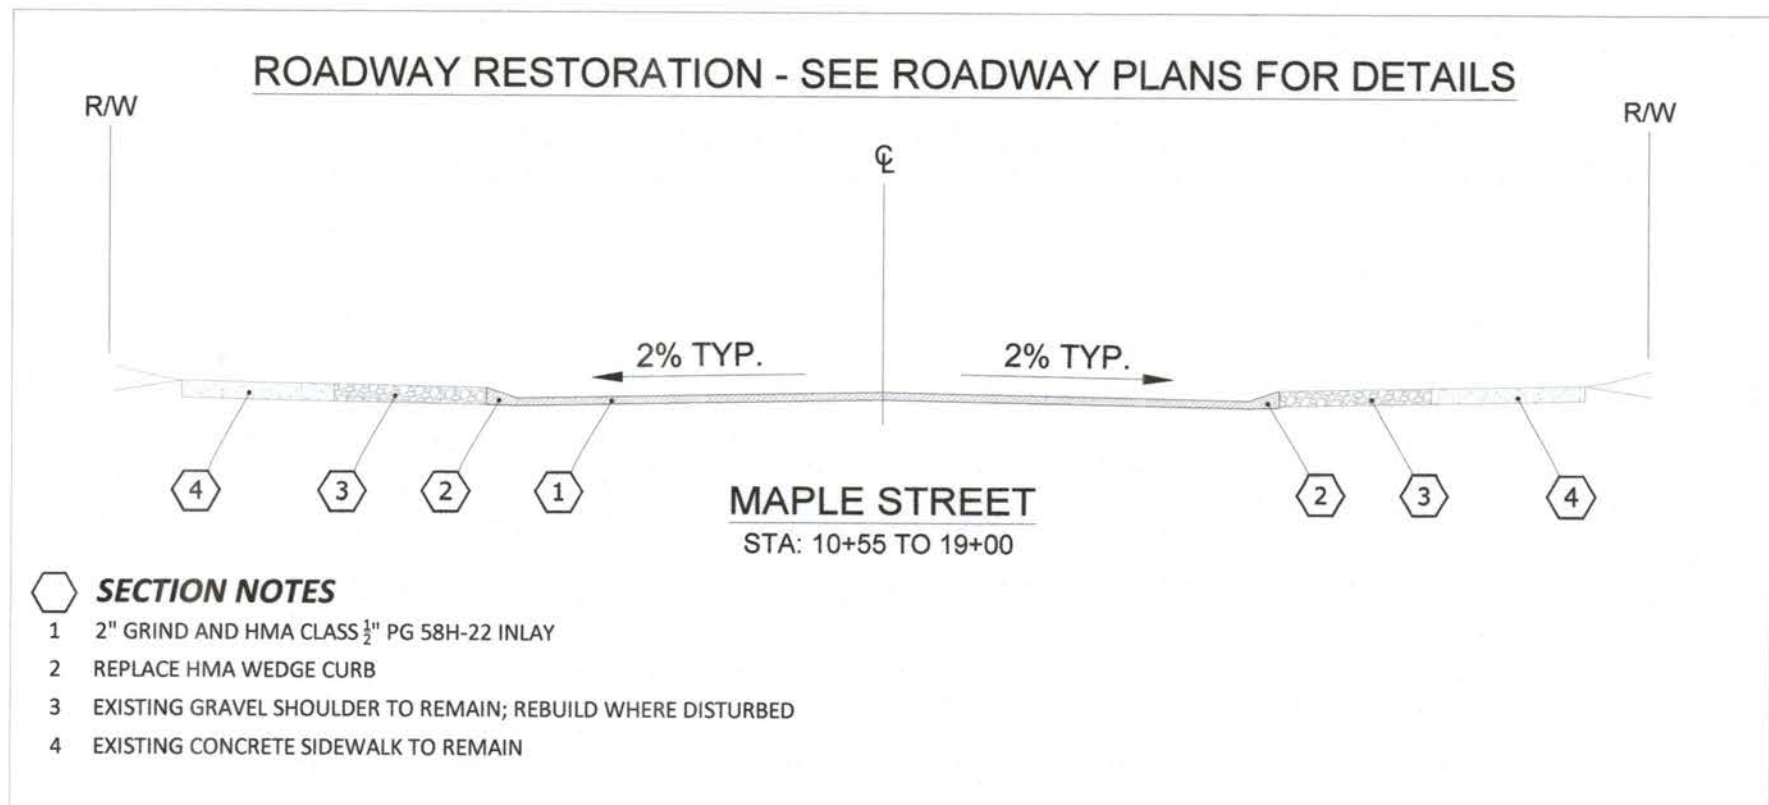 ROADWAY RESTORATION - SEE ROADWAY PLANS FOR DETAILS
R/W
R/W
℄
2% TYP.
2% TYP.
4
3
2
1
2
3
4
MAPLE STREET
STA: 10+55 TO 19+00
SECTION NOTES
1 2" GRIND AND HMA CLASS ½" PG 58H-22 INLAY
2 REPLACE HMA WEDGE CURB
3 EXISTING GRAVEL SHOULDER TO REMAIN; REBUILD WHERE DISTURBED
4 EXISTING CONCRETE SIDEWALK TO REMAIN